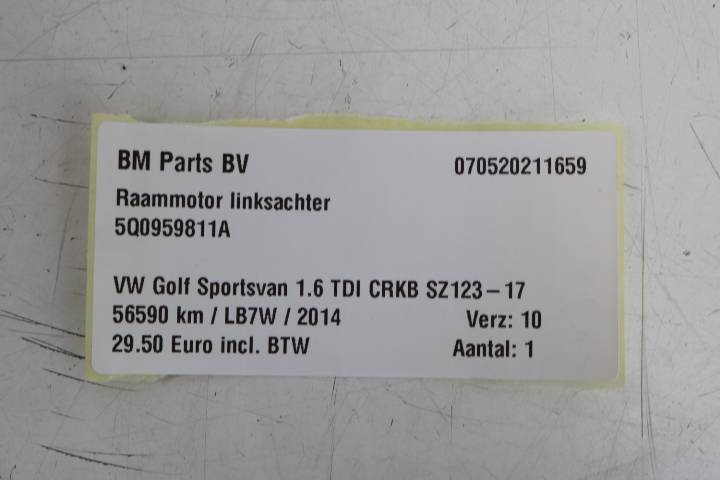 BM Parts BV 070520211659
Raammotor linksachter
5Q0959811A
VW Golf Sportsvan 1.6 TDI CRKB SZ123-17
56590 km / LB7W / 2014 Verz: 10
29.50 Euro incl. BTW Aantal: 1